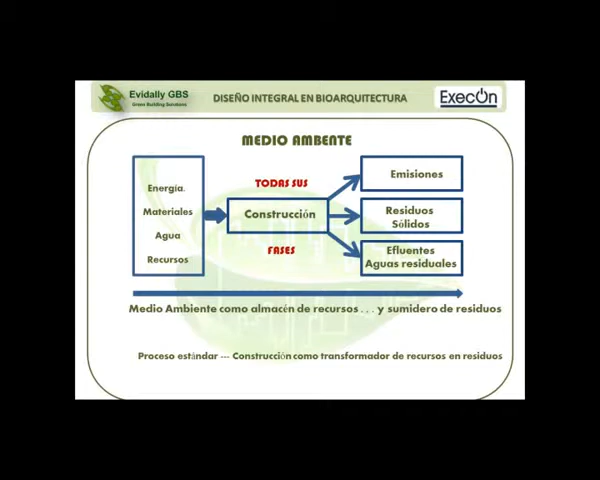 Evidally GBS
Green Building Solutions
DISEÑO INTEGRAL EN BIOARQUITECTURA
ExecOn
MEDIO AMBIENTE
Energía.
Materiales
Agua
Recursos
TODAS SUS
Construcción
FASES
Emisiones
Residuos
Sólidos
Efluentes
Aguas residuales
Medio Ambiente como almacén de recursos . . . y sumidero de residuos
Proceso estándar --- Construcción como transformador de recursos en residuos